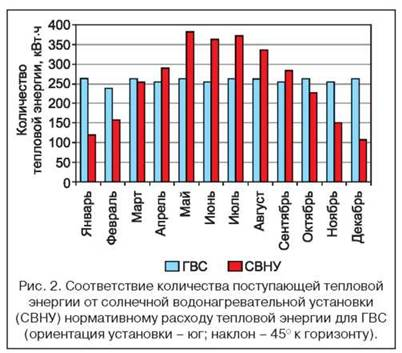 Количество
тепловой энергии, кВт·ч
400
350
300
250
200
150
100
50
0
Январь
Февраль
Март
Апрель
Май
Июнь
Июль
Август
Сентябрь
Октябрь
Ноябрь
Декабрь
ГВС СВНУ
Рис. 2. Соответствие количества поступающей тепловой
энергии от солнечной водонагревательной установки
(СВНУ) нормативному расходу тепловой энергии для ГВС
(ориентация установки – юг; наклон – 45° к горизонту).